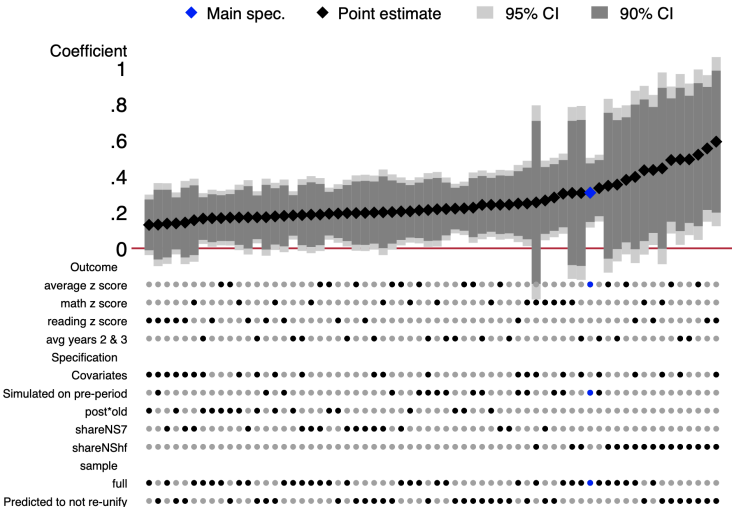 Main spec. Point estimate 95% CI 90% CI
Coefficient
1
.8
.6
.4
.2
0
Outcome
average z score
math z score
reading z score
avg years 2 & 3
Specification
Covariates
Simulated on pre-period
post*old
shareNS7
shareNShf
sample
full
Predicted to not re-unify